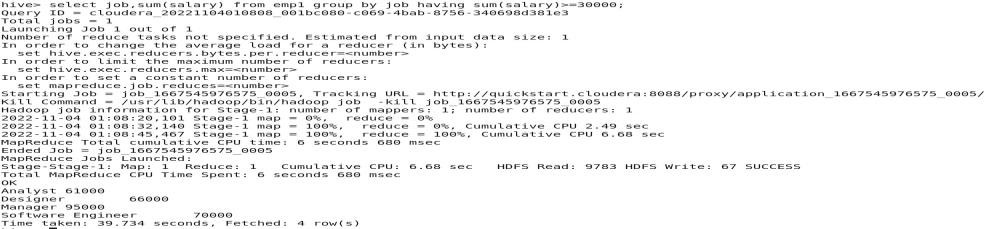 hive> select job,sum(salary) from emp1 group by job having sum(salary)>=30000;
Query ID = cloudera_20221104010808_001bc080-c069-4bab-8756-340698d381e3
Total jobs = 1
Launching Job 1 out of 1
Number of reduce tasks not specified. Estimated from input data size: 1
In order to change the average load for a reducer (in bytes):
  set hive.exec.reducers.bytes.per.reducer=<number>
In order to limit the maximum number of reducers:
  set hive.exec.reducers.max=<number>
In order to set a constant number of reducers:
  set mapreduce.job.reduces=<number>
Starting Job = job_1667545976575_0005, Tracking URL = http://quickstart.cloudera:8088/proxy/application_1667545976575_0005/
Kill Command = /usr/lib/hadoop/bin/hadoop job  -kill job_1667545976575_0005
Hadoop job information for Stage-1: number of mappers: 1; number of reducers: 1
2022-11-04 01:08:20,101 Stage-1 map = 0%,  reduce = 0%
2022-11-04 01:08:32,140 Stage-1 map = 100%,  reduce = 0%, Cumulative CPU 2.49 sec
2022-11-04 01:08:45,467 Stage-1 map = 100%,  reduce = 100%, Cumulative CPU 6.68 sec
MapReduce Total cumulative CPU time: 6 seconds 680 msec
Ended Job = job_1667545976575_0005
MapReduce Jobs Launched:
Stage-Stage-1: Map: 1  Reduce: 1   Cumulative CPU: 6.68 sec   HDFS Read: 9783 HDFS Write: 67 SUCCESS
Total MapReduce CPU Time Spent: 6 seconds 680 msec
OK
Analyst 61000
Designer        66000
Manager 95000
Software Engineer       70000
Time taken: 39.734 seconds, Fetched: 4 row(s)